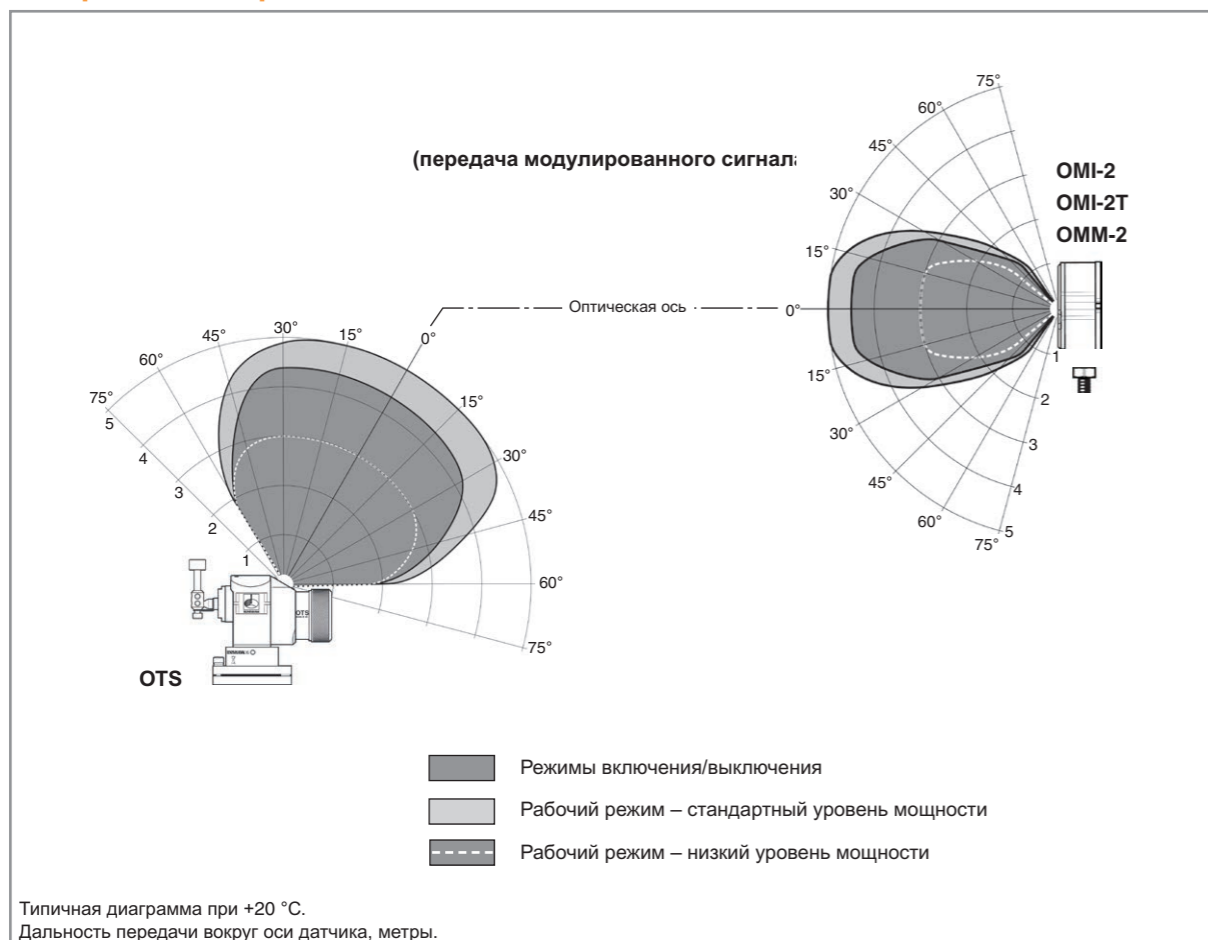 (передача модулированного сигнала
75°
60°
45°
30°
15°
0°
15°
30°
45°
60°
75°
1
2
3
4
5
OMI-2
OMI-2T
OMM-2
Оптическая ось
75°
60°
45°
30°
15°
0°
15°
30°
45°
60°
75°
5
4
3
2
1
OTS
OTS
Режимы включения/выключения
Рабочий режим – стандартный уровень мощности
Рабочий режим – низкий уровень мощности
Типичная диаграмма при +20 °C.
Дальность передачи вокруг оси датчика, метры.